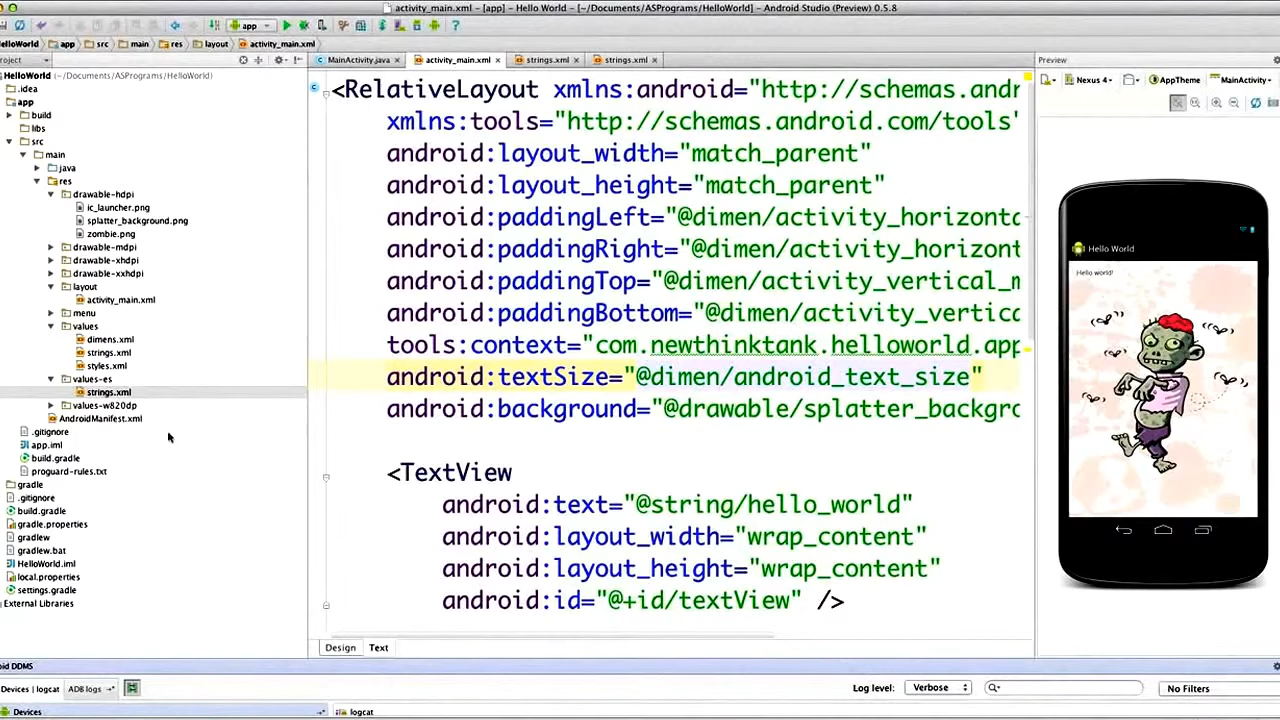 activity_main.xml - [app] - Hello World - [~/Documents/ASPrograms/HelloWorld] - Android Studio (Preview) 0.5.8
app
HelloWorld app src main res layout activity_main.xml
roject
MainActivity.java activity_main.xml strings.xml strings.xml
Preview
HelloWorld (~/Documents/ASPrograms/HelloWorld)
.idea
app
build
libs
src
main
java
res
drawable-hdpi
ic_launcher.png
splatter_background.png
zombie.png
drawable-mdpi
drawable-xhdpi
drawable-xxhdpi
layout
activity_main.xml
menu
values
dimens.xml
strings.xml
styles.xml
values-es
strings.xml
values-w820dp
AndroidManifest.xml
.gitignore
app.iml
build.gradle
proguard-rules.txt
gradle
.gitignore
build.gradle
gradle.properties
gradlew
gradlew.bat
HelloWorld.iml
local.properties
settings.gradle
External Libraries
<RelativeLayout xmlns:android="http://schemas.andr
xmlns:tools="http://schemas.android.com/tools"
android:layout_width="match_parent"
android:layout_height="match_parent"
android:paddingLeft="@dimen/activity_horizonto
android:paddingRight="@dimen/activity_horizont
android:paddingTop="@dimen/activity_vertical_m
android:paddingBottom="@dimen/activity_vertica
tools:context="com.newthinktank.helloworld.app
android:textSize="@dimen/android_text_size"
android:background="@drawable/splatter_backgro
<TextView
android:text="@string/hello_world"
android:layout_width="wrap_content"
android:layout_height="wrap_content"
android:id="@+id/textView" />
Design Text
Nexus 4 AppTheme MainActivity
Hello World
Hello world!
oid DDMS
Devices | logcat ADB logs
Log level: Verbose No Filters
Devices logcat